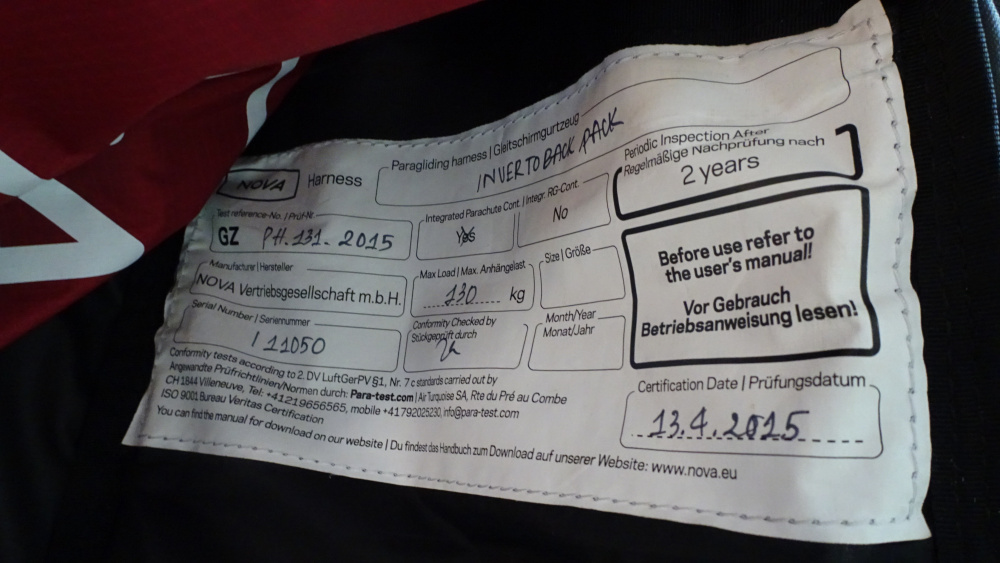 NOVA Harness
Paragliding harness | Gleitschirmgurtzeug
INVERTO BACK PACK
Periodic Inspection After
Regelmäßige Nachprüfung nach
2 years
Test reference-No. / Prüf-Nr.
GZ PH.131.2015
Integrated Parachute Cont. | Integr. RG-Cont.
Yes
No
Before use refer to
the user's manual!
Vor Gebrauch
Betriebsanweisung lesen!
Manufacturer | Hersteller
NOVA Vertriebsgesellschaft m.b.H.
Max Load | Max. Anhängelast
130 kg
Size | Größe
Serial Number / Seriennummer
/ 11050
Conformity Checked by
Stückgeprüft durch
Month/Year
Monat/Jahr
Certification Date | Prüfungsdatum
13.4.2015
Conformity tests according to 2. DV LuftGerPV §1, Nr. 7 c standards carried out by
Angewandte Prüfrichtlinien/Normen durch: Para-test.com | Air Turquoise SA, Rte du Pré au Combe
CH 1844 Villeneuve, Tel: +41219656565, mobile +41792025230, info@para-test.com
ISO 9001 Bureau Veritas Certification
You can find the manual for download on our website | Du findest das Handbuch zum Download auf unserer Website: www.nova.eu